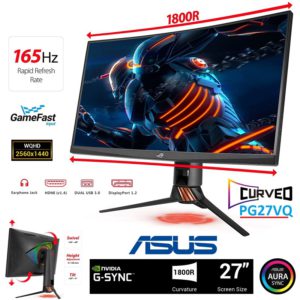 1800R
165Hz
Rapid Refresh
Rate
GameFast
Input
WQHD
2560x1440
Earphone Jack
HDMI (v1.4)
DUAL USB 3.0
DisplayPort 1.2
CURVED
PG27VQ
Swivel
Height
Adjustment
Tilt
ASUS
NVIDIA
G-SYNC
1800R
Curvature
27"
Screen Size
AURA
SYNC